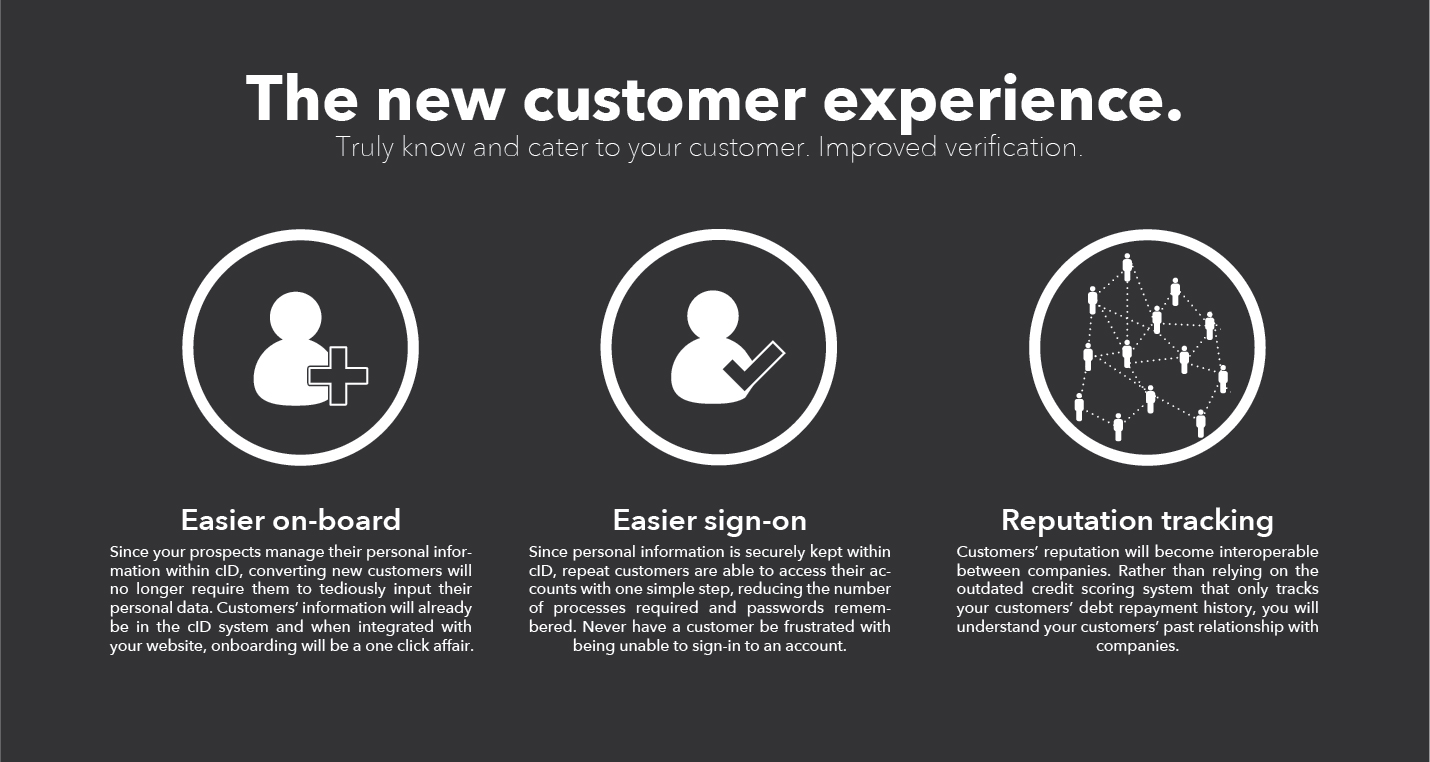 The new customer experience.
Truly know and cater to your customer. Improved verification.
Easier on-board
Since your prospects manage their personal infor-
mation within cID, converting new customers will
no longer require them to tediously input their
personal data. Customers’ information will already
be in the cID system and when integrated with
your website, onboarding will be a one click affair.
Easier sign-on
Since personal information is securely kept within
cID, repeat customers are able to access their ac-
counts with one simple step, reducing the number
of processes required and passwords remem-
bered. Never have a customer be frustrated with
being unable to sign-in to an account.
Reputation tracking
Customers’ reputation will become interoperable
between companies. Rather than relying on the
outdated credit scoring system that only tracks
your customers’ debt repayment history, you will
understand your customers’ past relationship with
companies.